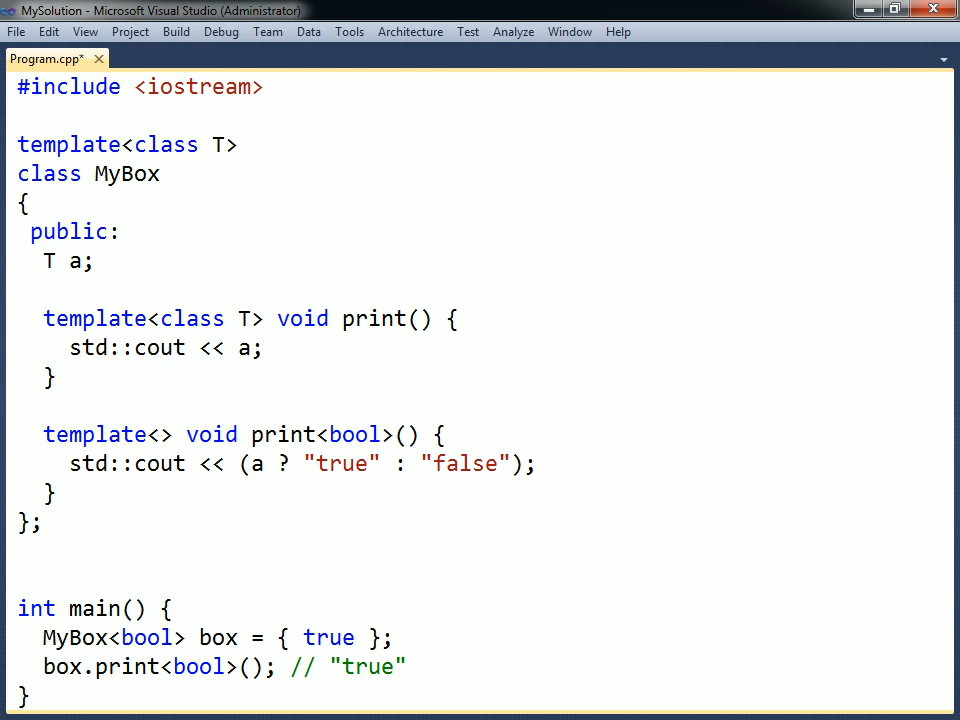 MySolution - Microsoft Visual Studio (Administrator)
File Edit View Project Build Debug Team Data Tools Architecture Test Analyze Window Help
Program.cpp*
#include <iostream>
template<class T>
class MyBox
{
public:
T a;
template<class T> void print() {
std::cout << a;
}
template<> void print<bool>() {
std::cout << (a ? "true" : "false");
}
};
int main() {
MyBox<bool> box = { true };
box.print<bool>(); // "true"
}